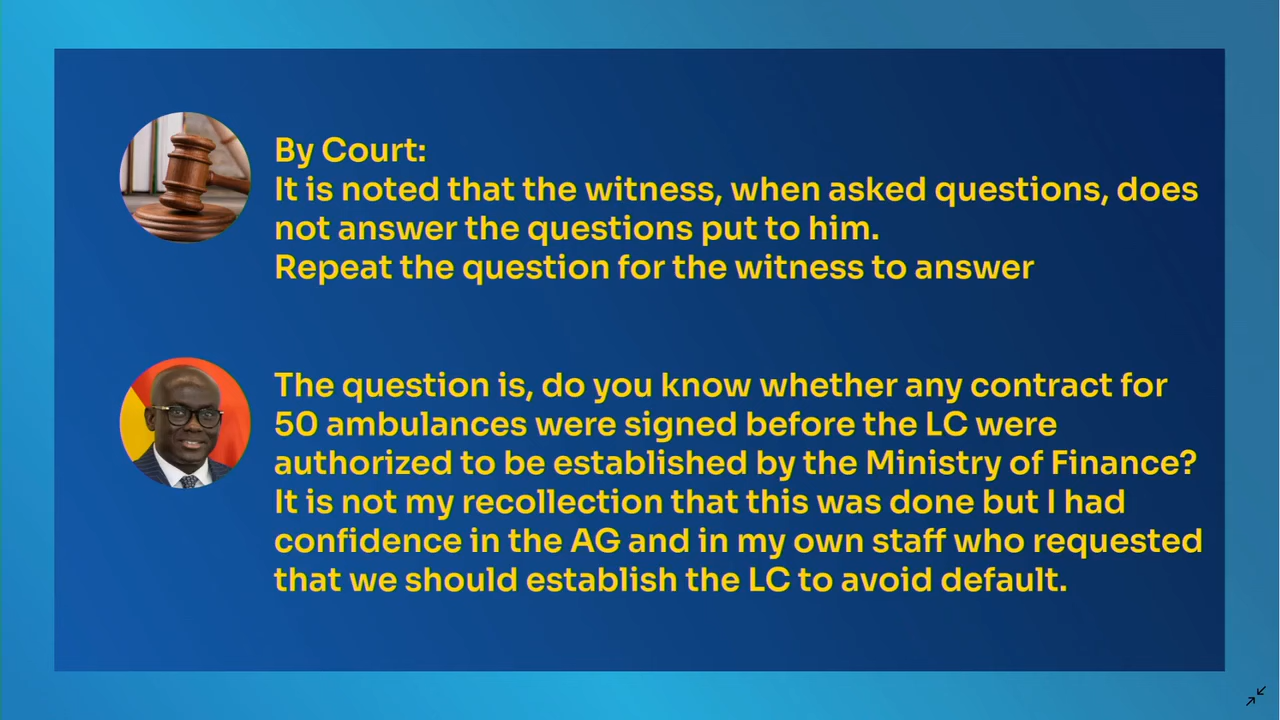 By Court:
It is noted that the witness, when asked questions, does
not answer the questions put to him.
Repeat the question for the witness to answer
The question is, do you know whether any contract for
50 ambulances were signed before the LC were
authorized to be established by the Ministry of Finance?
It is not my recollection that this was done but I had
confidence in the AG and in my own staff who requested
that we should establish the LC to avoid default.